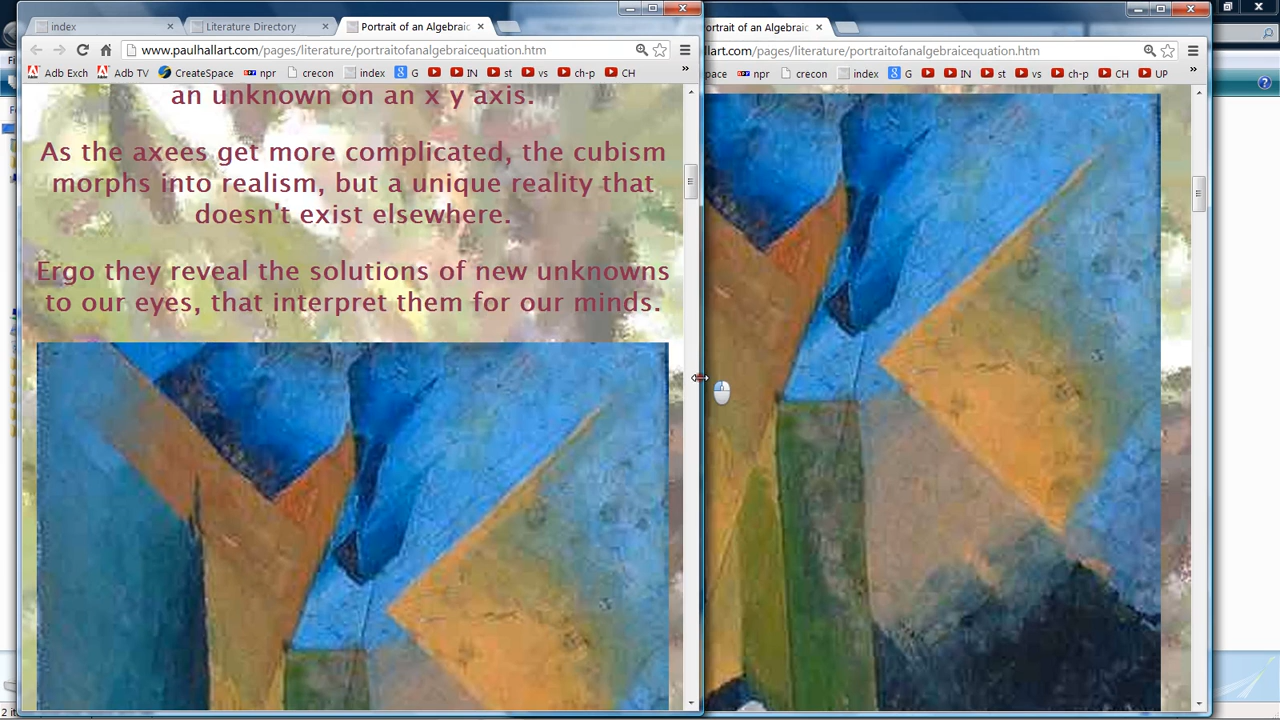 index
Literature Directory
Portrait of an Algebraic
www.paulhallart.com/pages/literature/portraitofanalgebraicequation.htm
Adb Exch Adb TV CreateSpace npr crecon index G IN st vs ch-p CH »
an unknown on an x y axis.
As the axees get more complicated, the cubism
morphs into realism, but a unique reality that
doesn't exist elsewhere.
Ergo they reveal the solutions of new unknowns
to our eyes, that interpret them for our minds.
ortrait of an Algebraic
llart.com/pages/literature/portraitofanalgebraicequation.htm
pace npr crecon index G IN st vs ch-p CH UP »
2 it